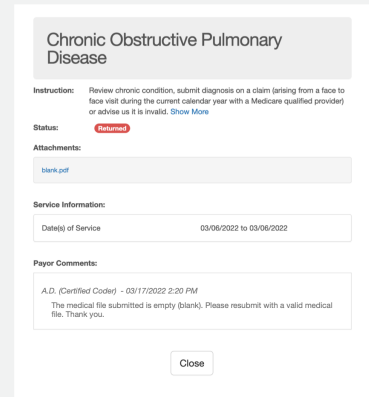 Chronic Obstructive Pulmonary
Disease
Instruction: Review chronic condition, submit diagnosis on a claim (arising from a face to
face visit during the current calendar year with a Medicare qualified provider)
or advise us it is invalid. Show More
Status: Returned
Attachments:
blank.pdf
Service Information:
Date(s) of Service 03/06/2022 to 03/06/2022
Payor Comments:
A.D. (Certified Coder) - 03/17/2022 2:20 PM
The medical file submitted is empty (blank). Please resubmit with a valid medical
file. Thank you.
Close